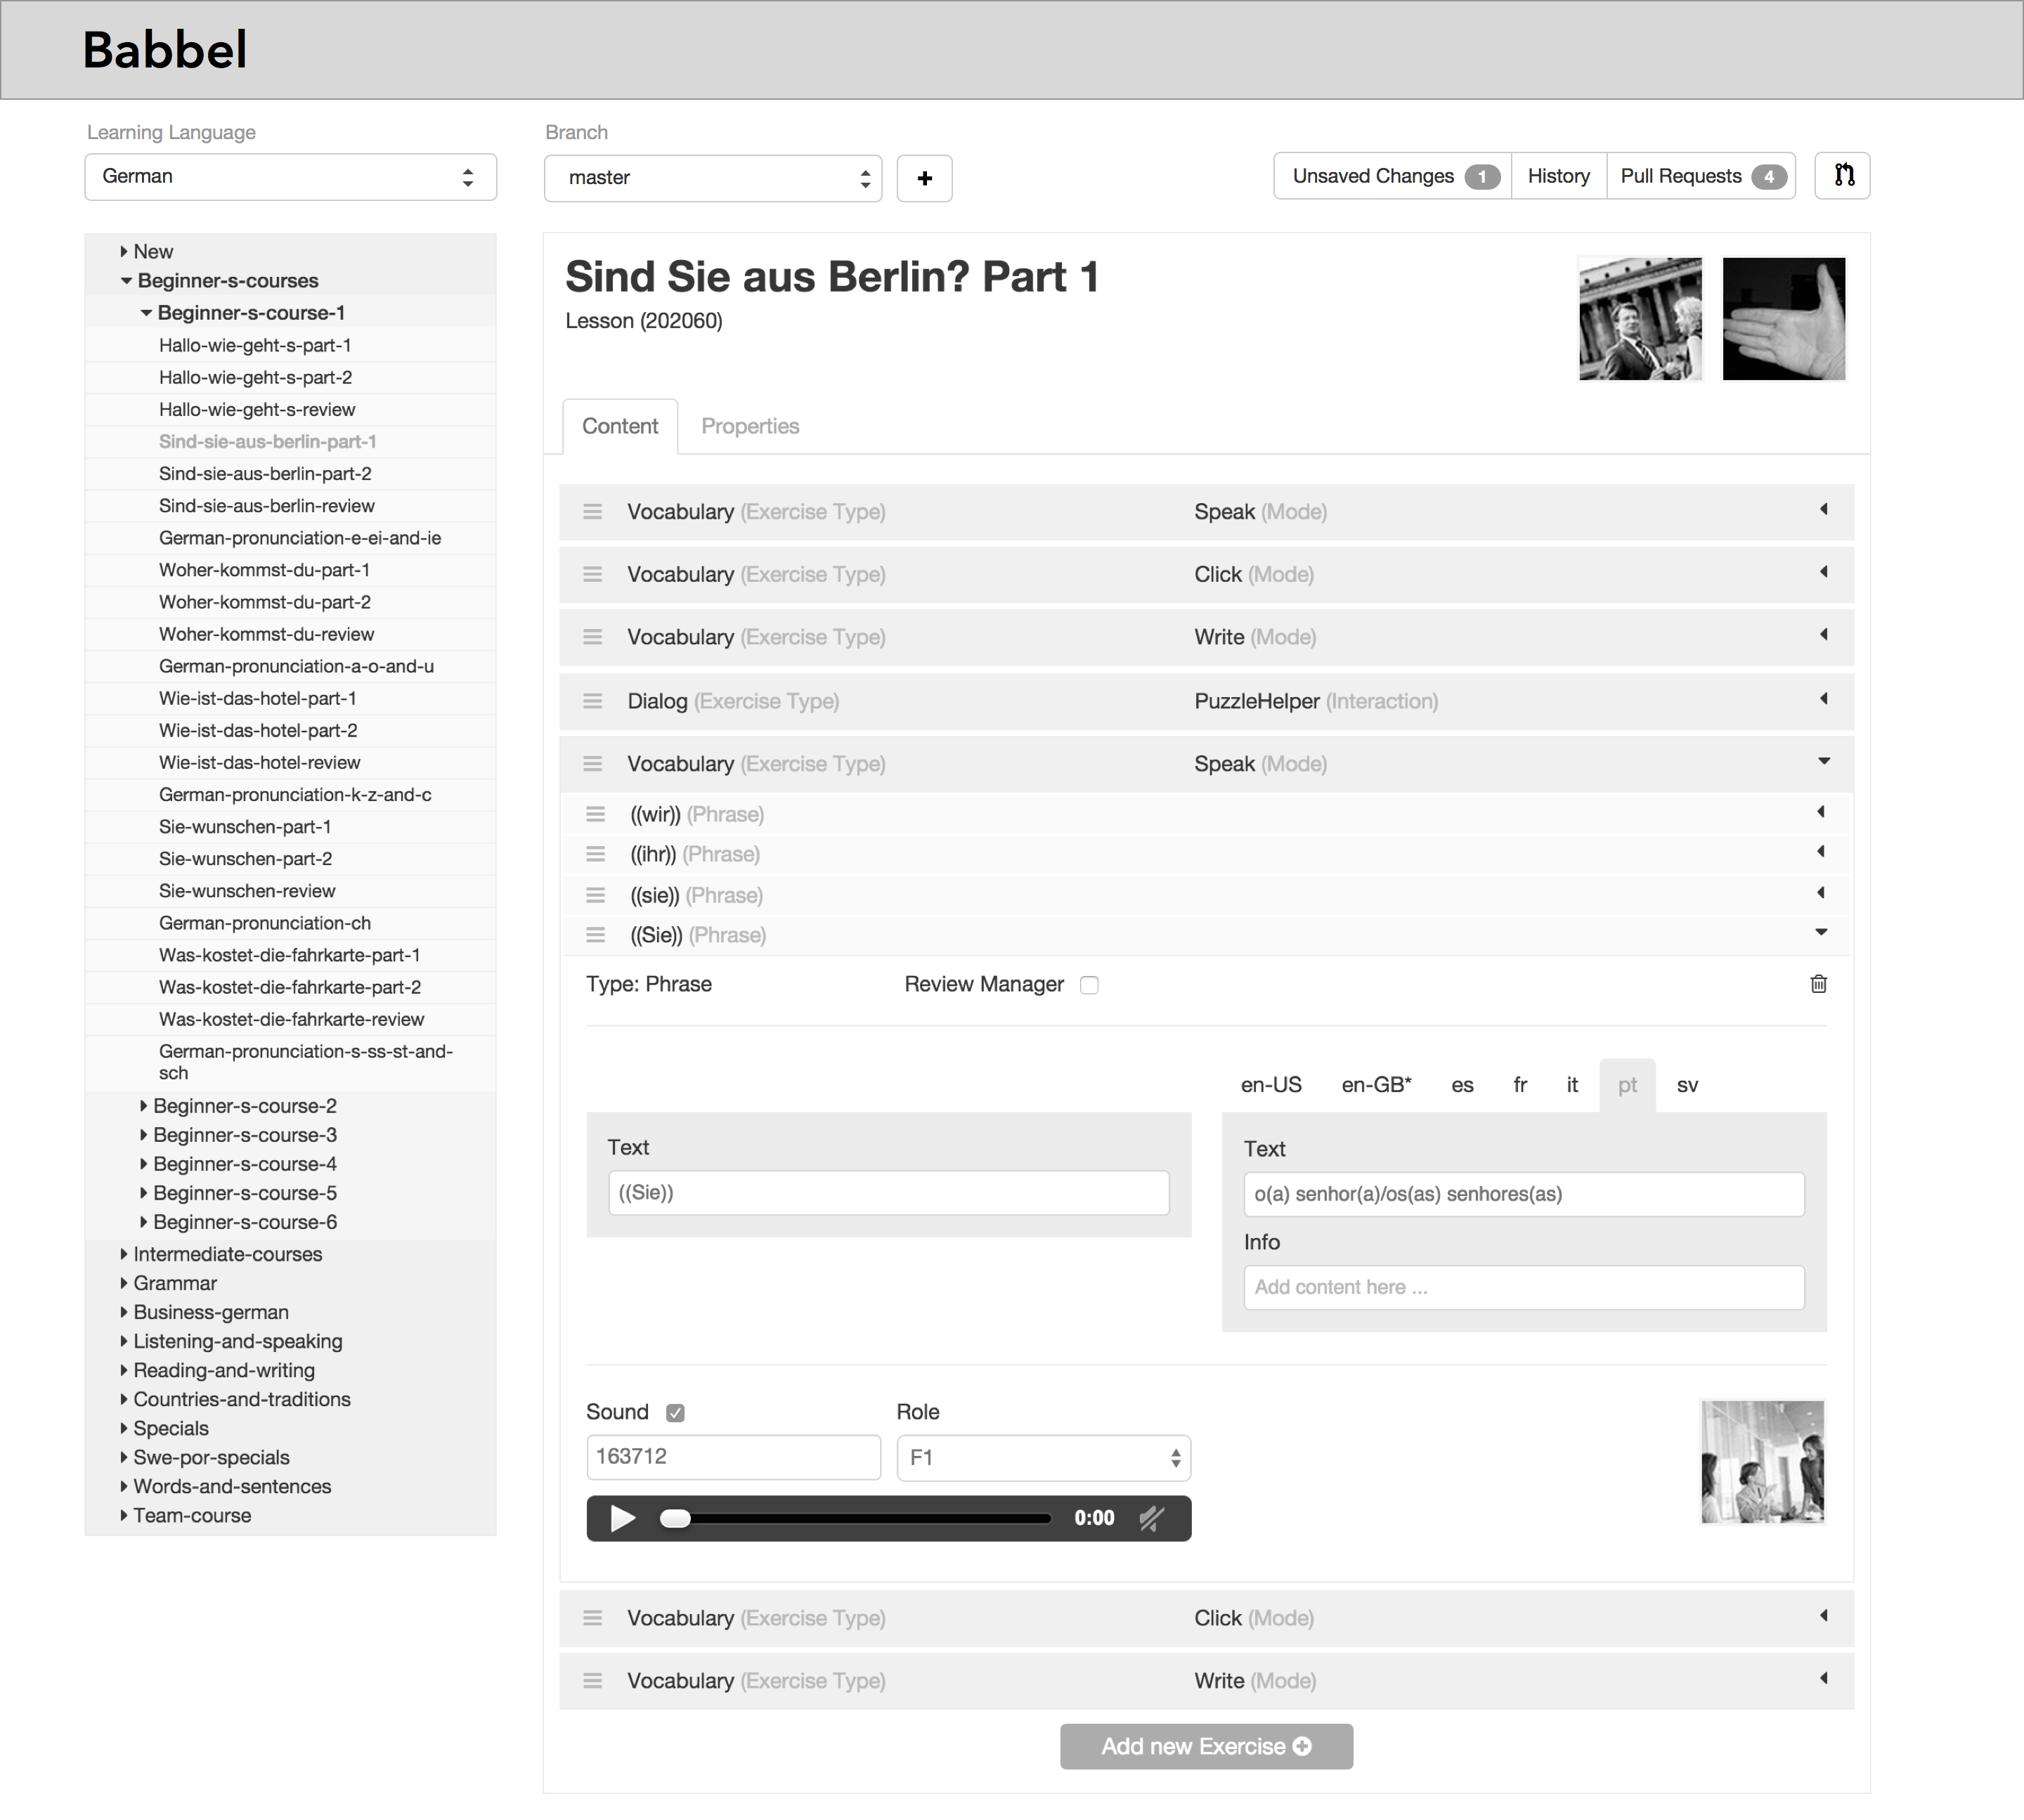 Babbel
Learning Language
German
Branch
master
+
Unsaved Changes 1
History
Pull Requests 4
New
Beginner-s-courses
Beginner-s-course-1
Hallo-wie-geht-s-part-1
Hallo-wie-geht-s-part-2
Hallo-wie-geht-s-review
Sind-sie-aus-berlin-part-1
Sind-sie-aus-berlin-part-2
Sind-sie-aus-berlin-review
German-pronunciation-e-ei-and-ie
Woher-kommst-du-part-1
Woher-kommst-du-part-2
Woher-kommst-du-review
German-pronunciation-a-o-and-u
Wie-ist-das-hotel-part-1
Wie-ist-das-hotel-part-2
Wie-ist-das-hotel-review
German-pronunciation-k-z-and-c
Sie-wunschen-part-1
Sie-wunschen-part-2
Sie-wunschen-review
German-pronunciation-ch
Was-kostet-die-fahrkarte-part-1
Was-kostet-die-fahrkarte-part-2
Was-kostet-die-fahrkarte-review
German-pronunciation-s-ss-st-and-
sch
Beginner-s-course-2
Beginner-s-course-3
Beginner-s-course-4
Beginner-s-course-5
Beginner-s-course-6
Intermediate-courses
Grammar
Business-german
Listening-and-speaking
Reading-and-writing
Countries-and-traditions
Specials
Swe-por-specials
Words-and-sentences
Team-course
Sind Sie aus Berlin? Part 1
Lesson (202060)
Content
Properties
Vocabulary (Exercise Type) Speak (Mode)
Vocabulary (Exercise Type) Click (Mode)
Vocabulary (Exercise Type) Write (Mode)
Dialog (Exercise Type) PuzzleHelper (Interaction)
Vocabulary (Exercise Type) Speak (Mode)
((wir)) (Phrase)
((ihr)) (Phrase)
((sie)) (Phrase)
((Sie)) (Phrase)
Type: Phrase Review Manager
en-US en-GB* es fr it pt sv
Text
((Sie))
Text
o(a) senhor(a)/os(as) senhores(as)
Info
Add content here ...
Sound
163712
Role
F1
0:00
Vocabulary (Exercise Type) Click (Mode)
Vocabulary (Exercise Type) Write (Mode)
Add new Exercise